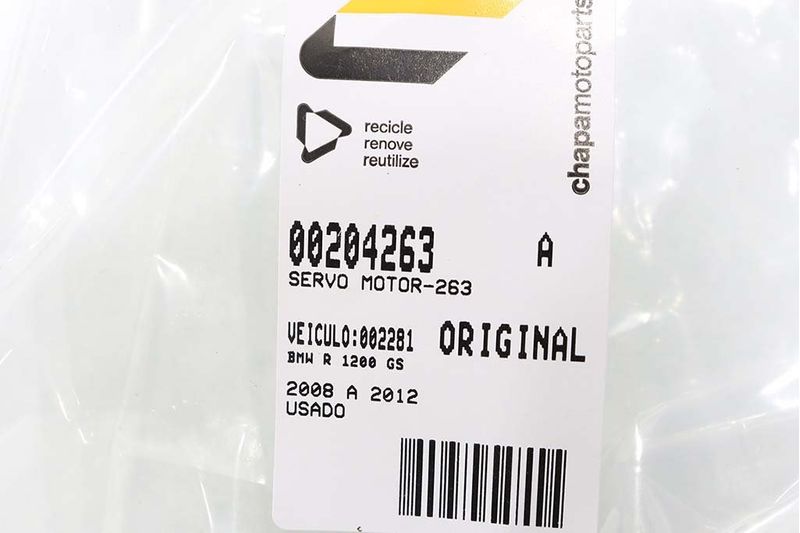 chapamotoparts
recicle
renove
reutilize
00204263 A
SERVO MOTOR-263
VEICULO:002281 ORIGINAL
BMW R 1200 GS
2008 A 2012
USADO